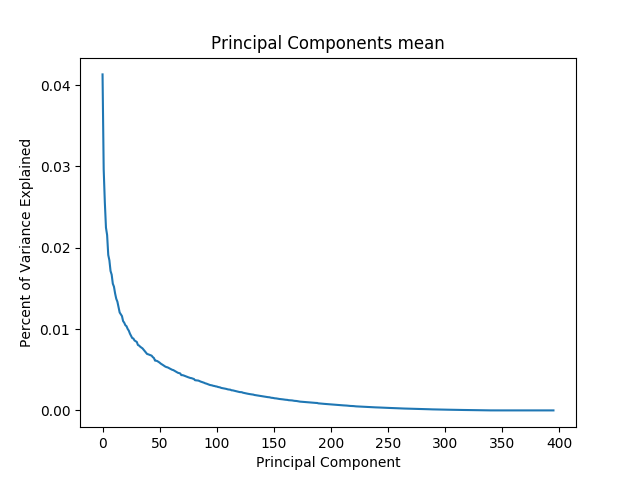 Principal Components mean
0.04
0.03
0.02
0.01
0.00
Percent of Variance Explained
0 50 100 150 200 250 300 350 400
Principal Component